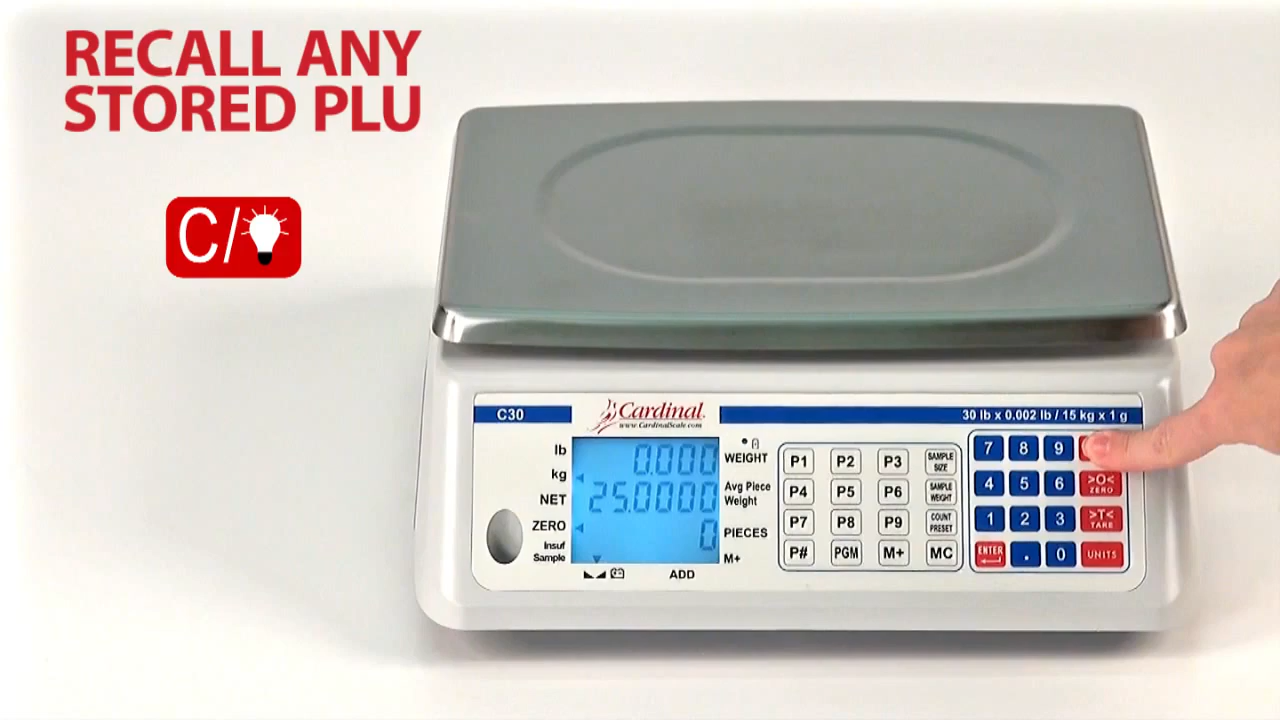 RECALL ANY
STORED PLU
C/
C30
Cardinal
www.CardinalScale.com
30 lb x 0.002 lb / 15 kg x 1 g
lb
kg
NET
ZERO
Insuf
Sample
0.000
25.0000
0
WEIGHT
Avg Piece
Weight
PIECES
M+
ADD
P1 P2 P3 SAMPLE SIZE
P4 P5 P6 SAMPLE WEIGHT
P7 P8 P9 COUNT PRESET
P# PGM M+ MC
7 8 9
4 5 6 >O< ZERO
1 2 3 >T< TARE
ENTER . 0 UNITS